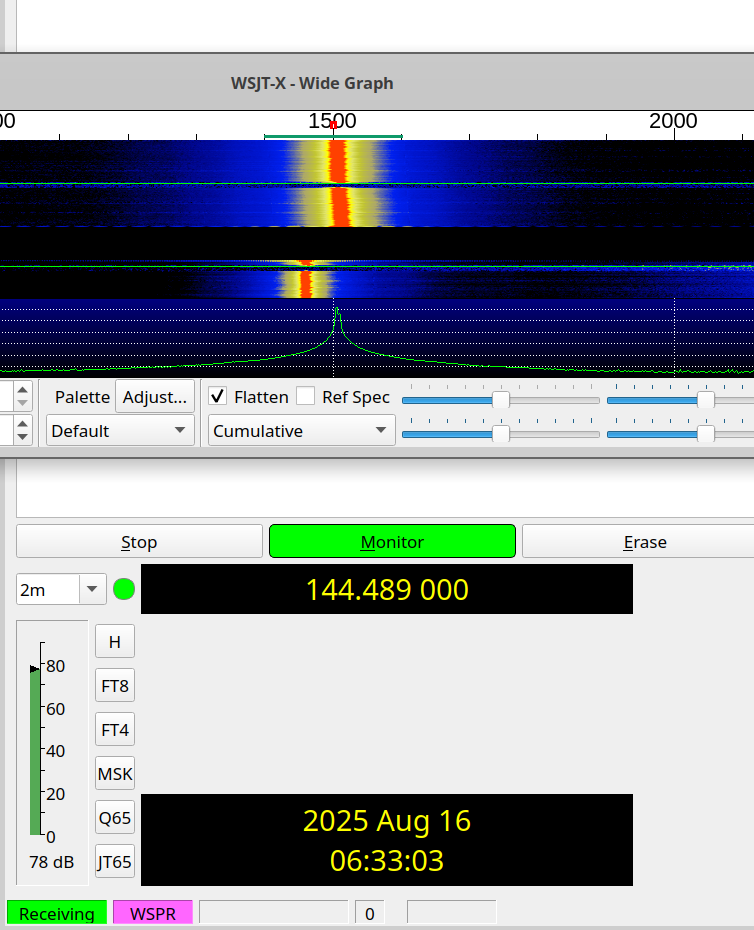 WSJT-X - Wide Graph
00 1500 2000
Palette Adjust... Flatten Ref Spec
Default Cumulative
Stop Monitor Erase
2m 144.489 000
H
80
FT8
60
FT4
40
MSK
20
Q65
2025 Aug 16
0
78 dB JT65 06:33:03
Receiving WSPR 0